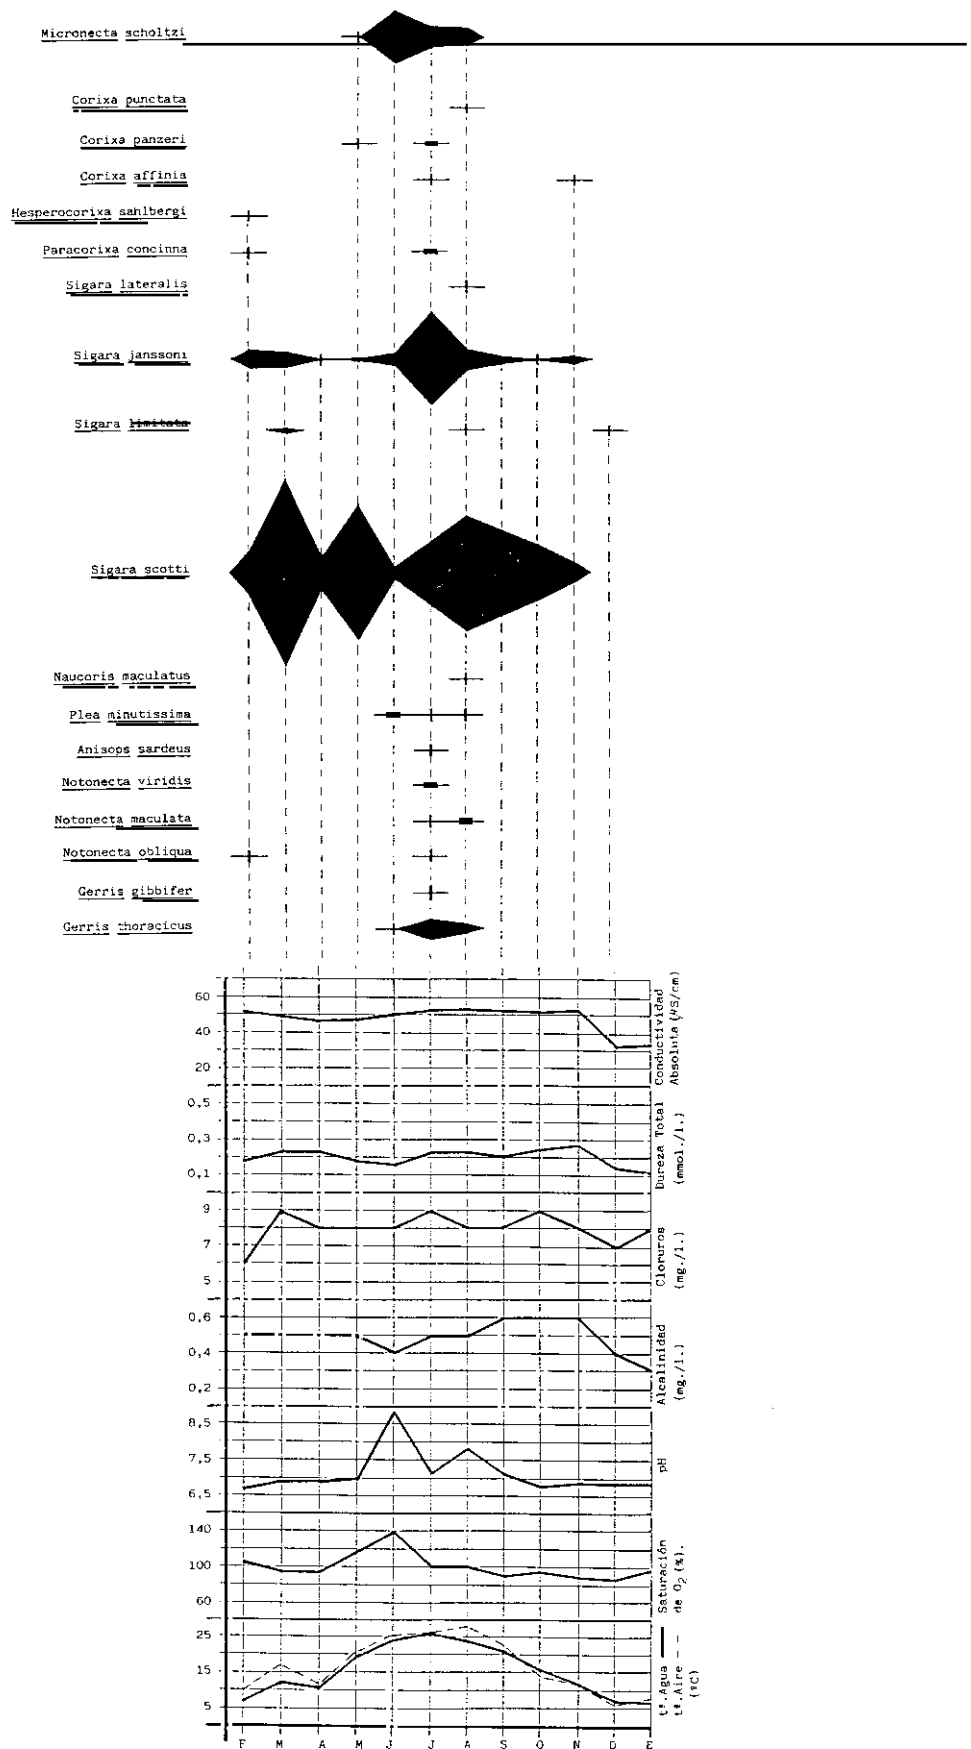 Micronecta scholtzi
Corixa punctata
Corixa panzeri
Corixa affinis
Hesperocorixa sahlbergi
Paracorixa concinna
Sigara lateralis
Sigara janssoni
Sigara limitata
Sigara scotti
Naucoris maculatus
Plea minutissima
Anisops sardeus
Notonecta viridis
Notonecta maculata
Notonecta obliqua
Gerris gibbifer
Gerris thoracicus
60
40
20
Conductividad
Absoluta (µS/cm)
0,5
0,3
0,1
Dureza Total
(mmol./l.)
9
7
5
Cloruros
(mg./l.)
0,6
0,4
0,2
Alcalinidad
(mg./l.)
8,5
7,5
6,5
pH
140
100
60
Saturación
de O2 (%).
25
15
5
tª.Agua
tª.Aire
(ºC)
F M A M J J A S O N D E